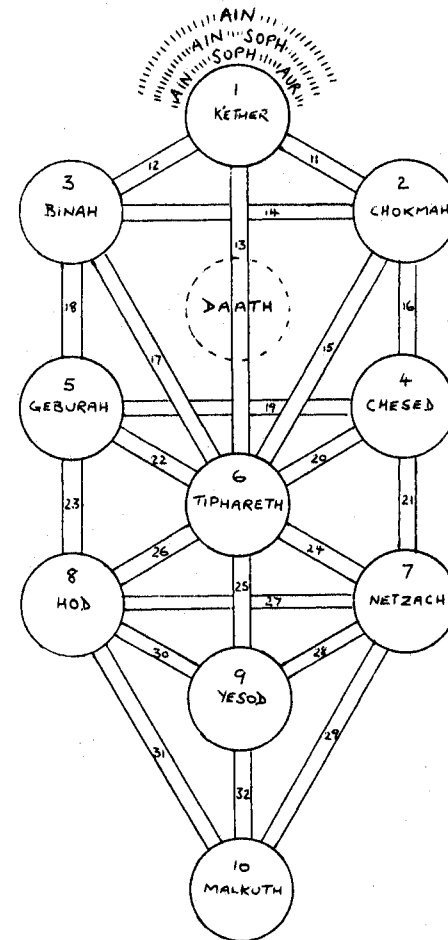 AIN
AIN SOPH
AIN SOPH AUR
1
KETHER
12
11
3
BINAH
2
CHOKMAH
14
13
DAATH
18
16
17
15
5
GEBURAH
4
CHESED
19
22
20
6
TIPHARETH
23
21
26
24
8
HOD
25
27
7
NETZACH
30
28
9
YESOD
31
29
32
10
MALKUTH